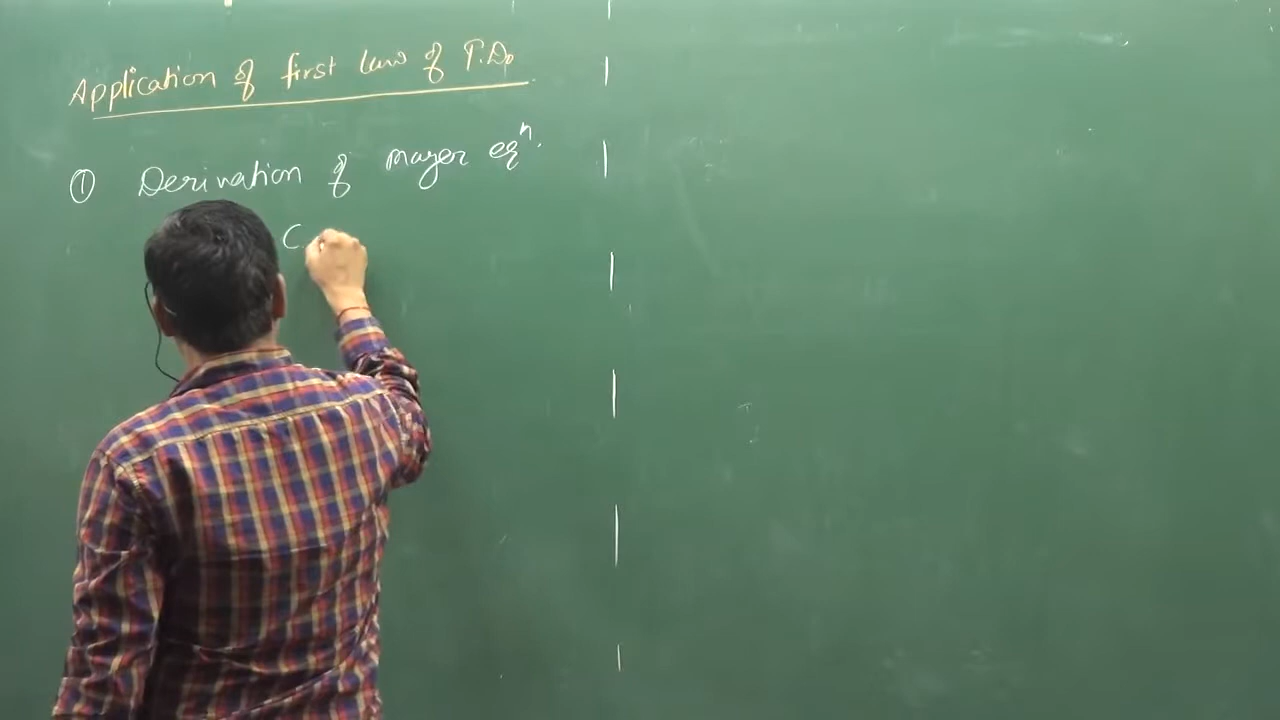 Application of first law of T.D.
① Derivation of mayer eqⁿ.
C